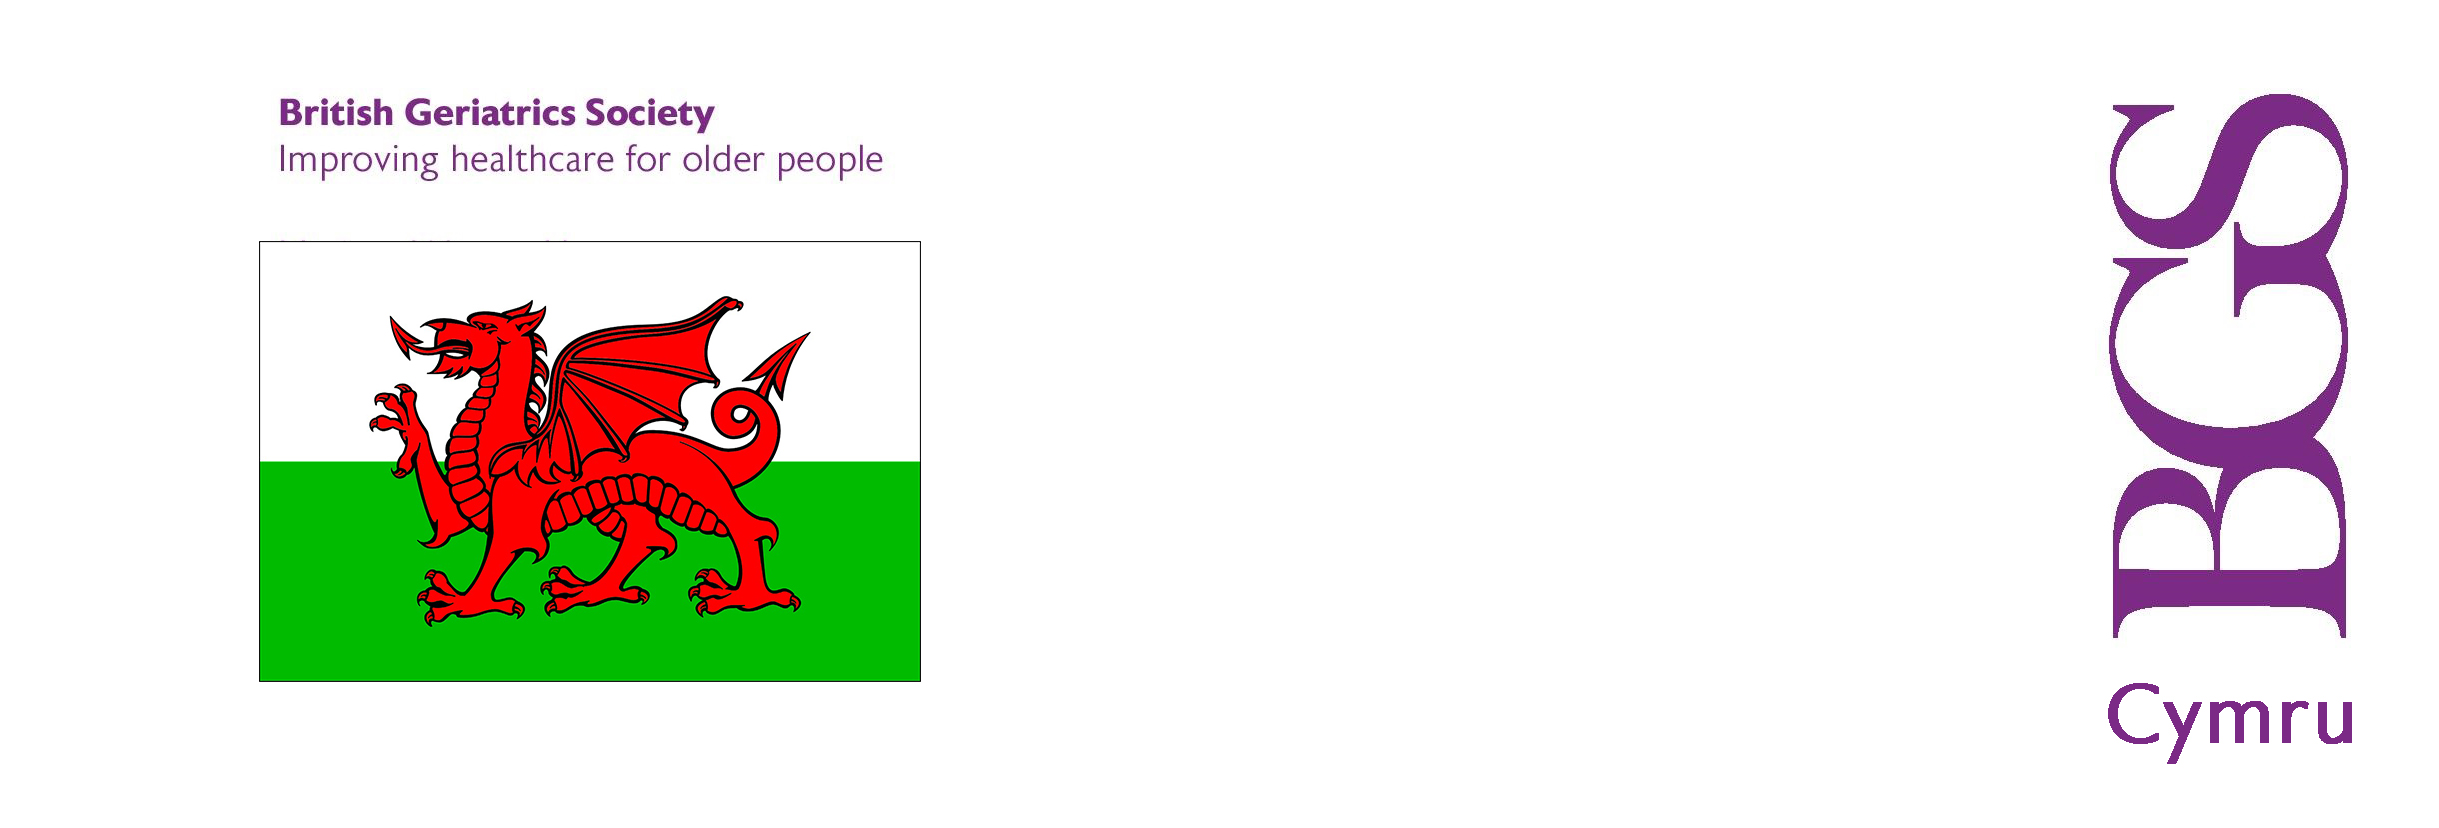 British Geriatrics Society
Improving healthcare for older people
BGS
Cymru